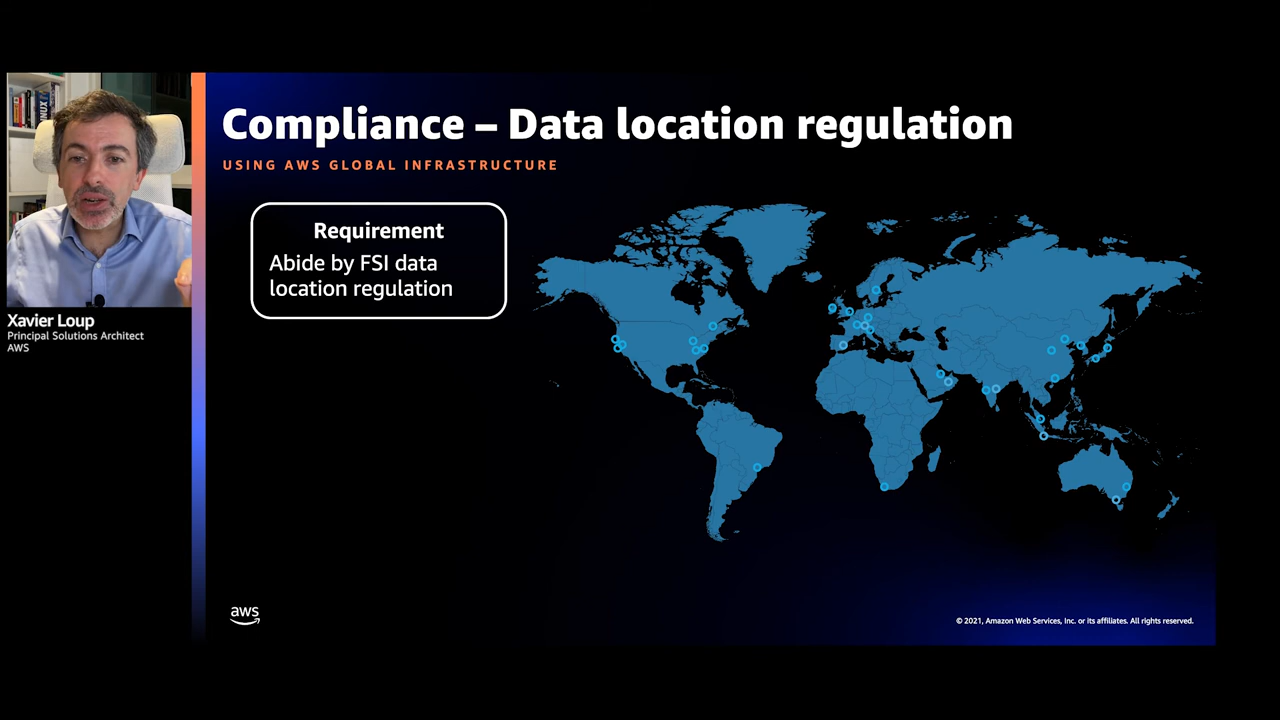 Compliance – Data location regulation
USING AWS GLOBAL INFRASTRUCTURE
Requirement
Abide by FSI data
location regulation
Xavier Loup
Principal Solutions Architect
AWS
aws
© 2021, Amazon Web Services, Inc. or its affiliates. All rights reserved.